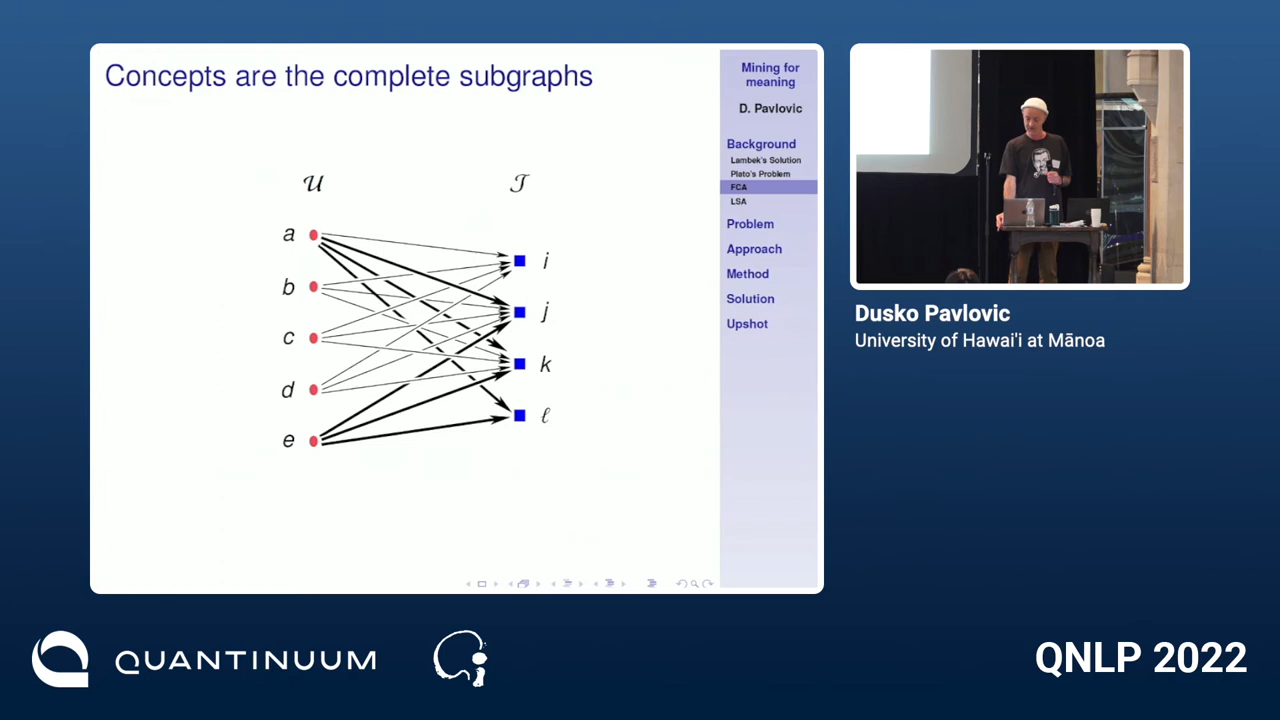 Concepts are the complete subgraphs
𝒰
𝒥
a
b
c
d
e
i
j
k
ℓ
Mining for
meaning
D. Pavlovic
Background
Lambek's Solution
Plato's Problem
FCA
LSA
Problem
Approach
Method
Solution
Upshot
Dusko Pavlovic
University of Hawai'i at Mānoa
QUANTINUUM
QNLP 2022